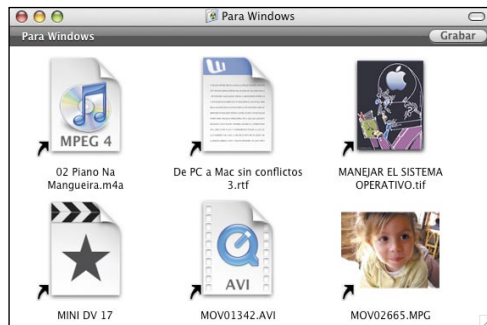 Para Windows
Para Windows
Grabar
MPEG 4
02 Piano Na
Mangueira.m4a
De PC a Mac sin conflictos
3.rtf
MANEJAR EL SISTEMA
OPERATIVO.tif
MINI DV 17
AVI
MOV01342.AVI
MOV02665.MPG